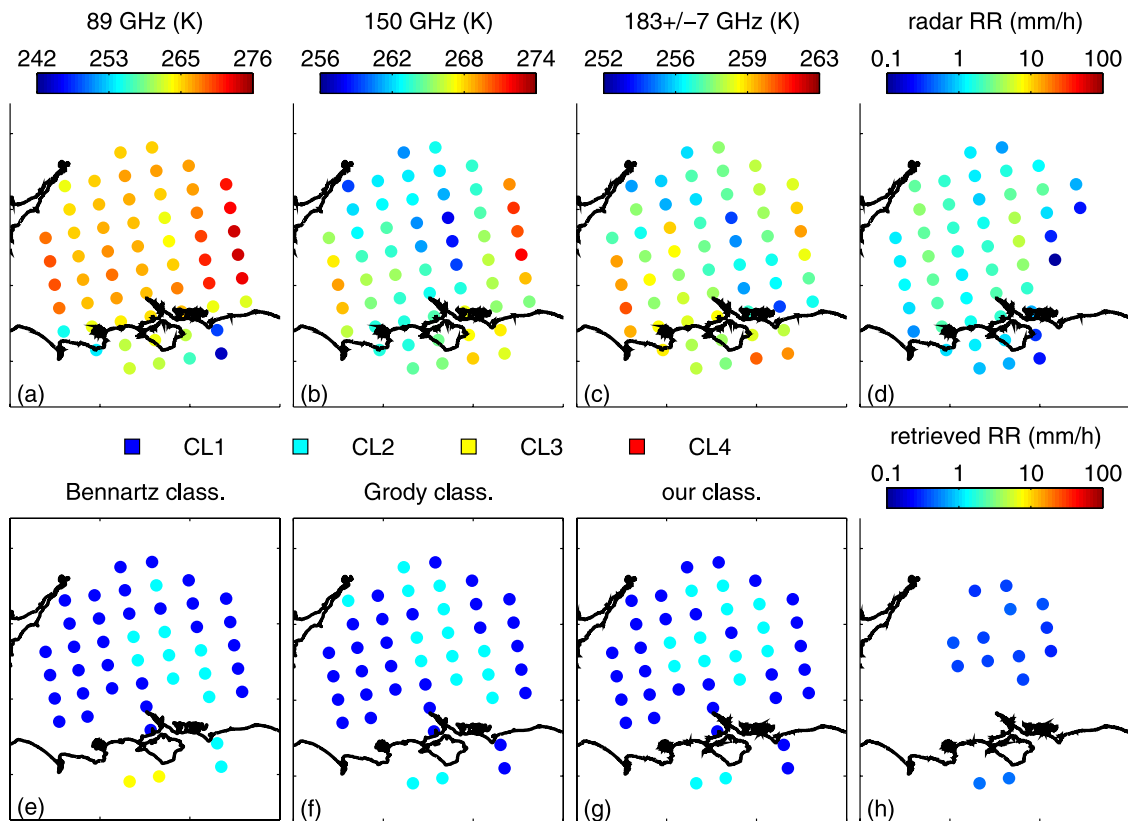 89 GHz (K)
150 GHz (K)
183+/−7 GHz (K)
radar RR (mm/h)
242 253 265 276
256 262 268 274
252 256 259 263
0.1 1 10 100
(a)
(b)
(c)
(d)
CL1
CL2
CL3
CL4
retrieved RR (mm/h)
0.1 1 10 100
Bennartz class.
Grody class.
our class.
(e)
(f)
(g)
(h)